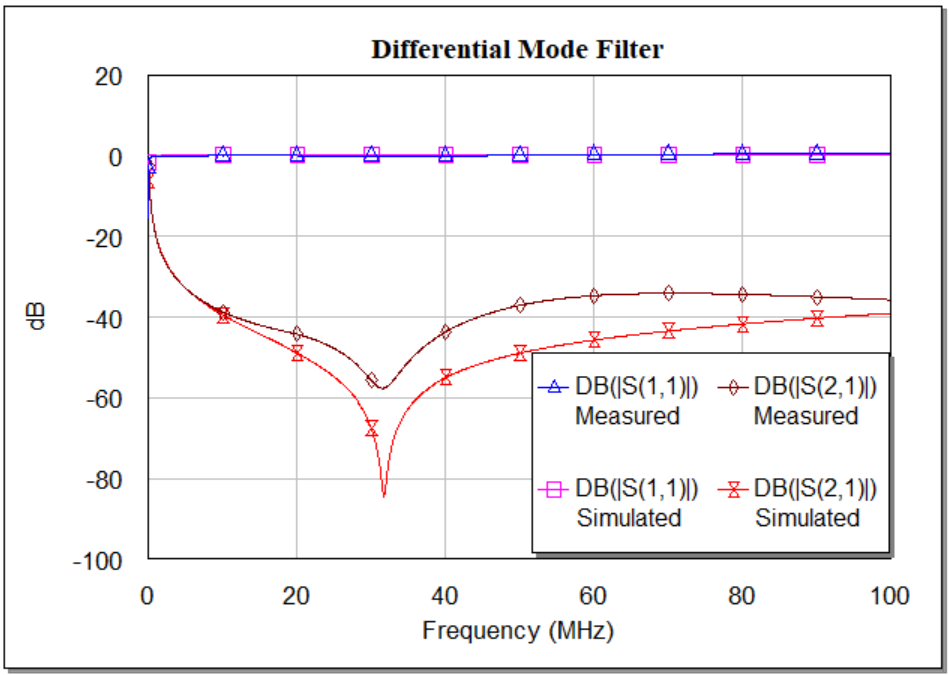 Differential Mode Filter
20
0
-20
-40
-60
-80
-100
dB
0 20 40 60 80 100
Frequency (MHz)
DB(|S(1,1)|) DB(|S(2,1)|)
Measured Measured
DB(|S(1,1)|) DB(|S(2,1)|)
Simulated Simulated